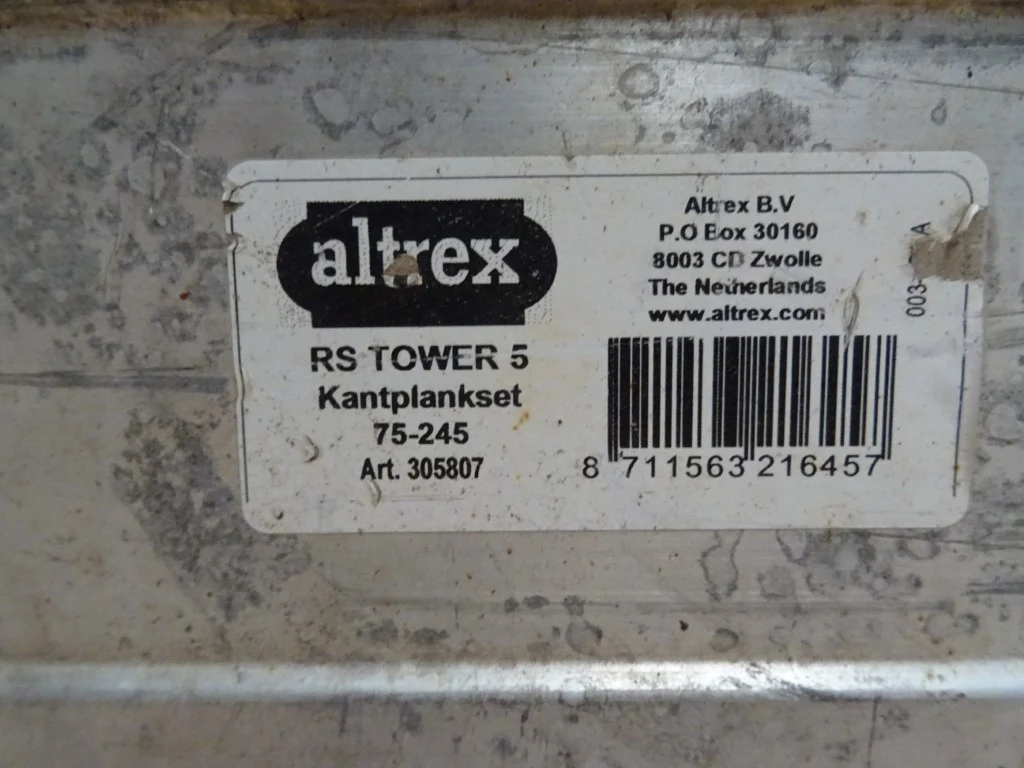 altrex
RS TOWER 5
Kantplankset
75-245
Art. 305807
Altrex B.V
P.O Box 30160
8003 CD Zwolle
The Netherlands
www.altrex.com
8 711563 216457